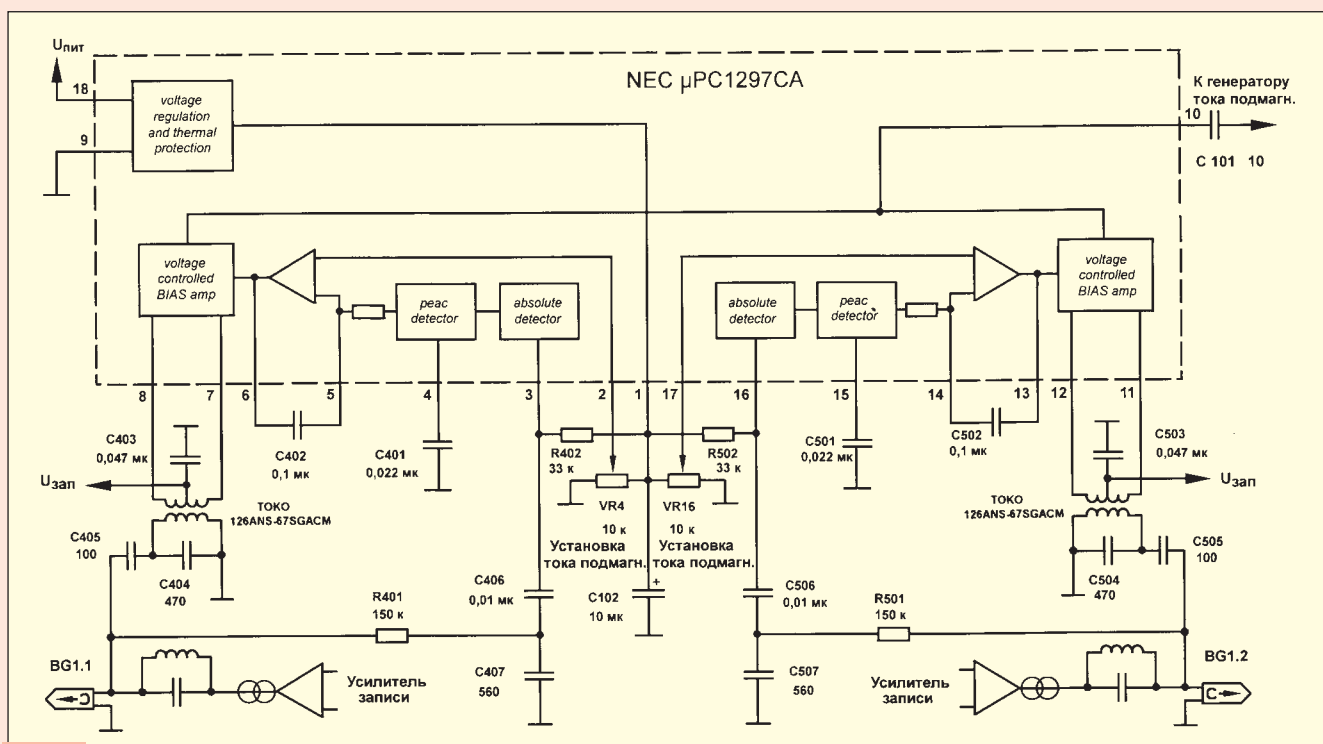 Uпит
NEC µPC1297CA
К генератору
тока подмагн.
18
voltage
regulation
and thermal
protection
9
10
C 101 10
voltage
controlled
BIAS amp
peac
detector
absolute
detector
absolute
detector
peac
detector
voltage
controlled
BIAS amp
8
7
6
5
4
3
2
1
17
16
15
14
13
12
11
C403
0,047 мк
C402
0,1 мк
C401
0,022 мк
R402
33 к
R502
33 к
C501
0,022 мк
C502
0,1 мк
C503
0,047 мк
Uзап
Uзап
TOKO
126ANS-67SGACM
VR4
10 к
VR16
10 к
TOKO
126ANS-67SGACM
Установка
тока подмагн.
Установка
тока подмагн.
C405
100
C404
470
C406
0,01 мк
C102
10 мк
+
C506
0,01 мк
C504
470
C505
100
R401
150 к
R501
150 к
BG1.1
C407
560
C507
560
BG1.2
Усилитель
записи
Усилитель
записи
C
C